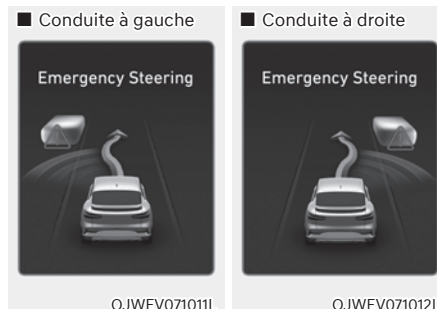 ■ Conduite à gauche
Emergency Steering
OJWEV071011L
■ Conduite à droite
Emergency Steering
OJWEV071012L